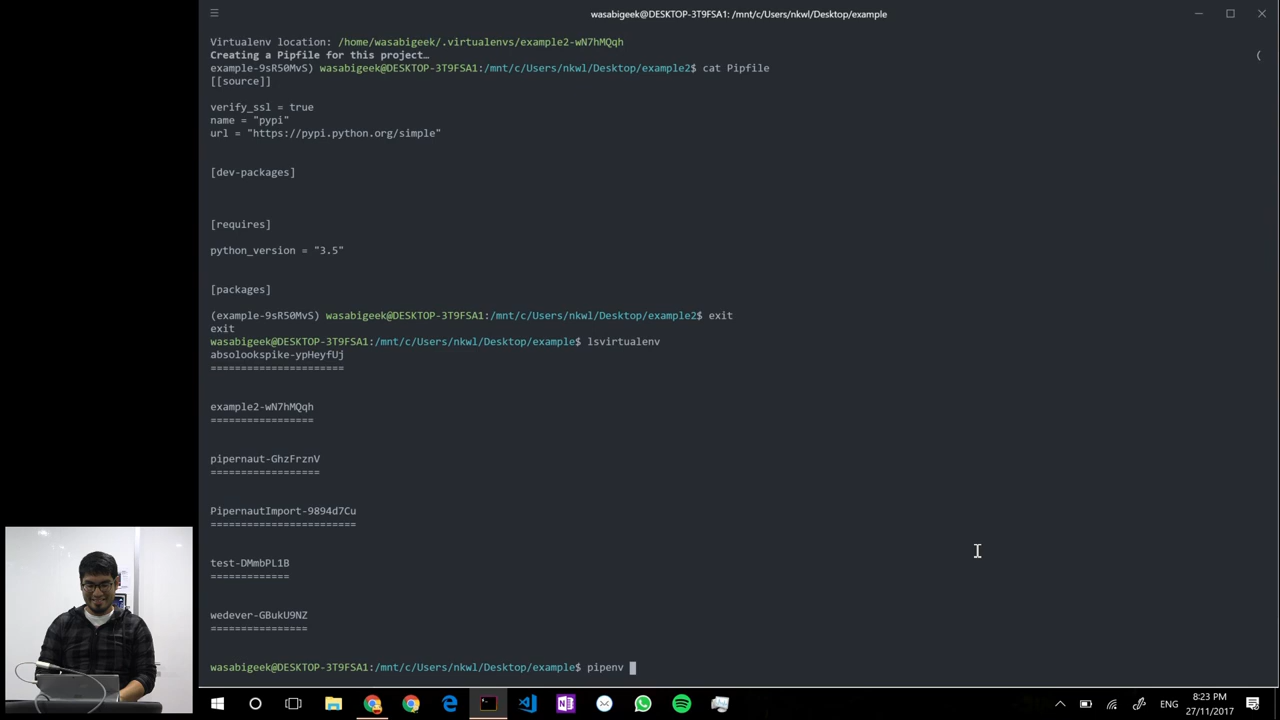 wasabigeek@DESKTOP-3T9FSA1: /mnt/c/Users/nkwl/Desktop/example
Virtualenv location: /home/wasabigeek/.virtualenvs/example2-wN7hMQqh
Creating a Pipfile for this project…
(
example-9sR50MvS) wasabigeek@DESKTOP-3T9FSA1:/mnt/c/Users/nkwl/Desktop/example2$ cat Pipfile
[[source]]
verify_ssl = true
name = "pypi"
url = "https://pypi.python.org/simple"
[dev-packages]
[requires]
python_version = "3.5"
[packages]
(example-9sR50MvS) wasabigeek@DESKTOP-3T9FSA1:/mnt/c/Users/nkwl/Desktop/example2$ exit
exit
wasabigeek@DESKTOP-3T9FSA1:/mnt/c/Users/nkwl/Desktop/example$ lsvirtualenv
absolookspike-ypHeyfUj
======================
example2-wN7hMQqh
=================
pipernaut-GhzFrznV
==================
PipernautImport-9894d7Cu
========================
test-DMmbPL1B
=============
wedever-GBukU9NZ
================
wasabigeek@DESKTOP-3T9FSA1:/mnt/c/Users/nkwl/Desktop/example$ pipenv
ENG
8:23 PM
27/11/2017